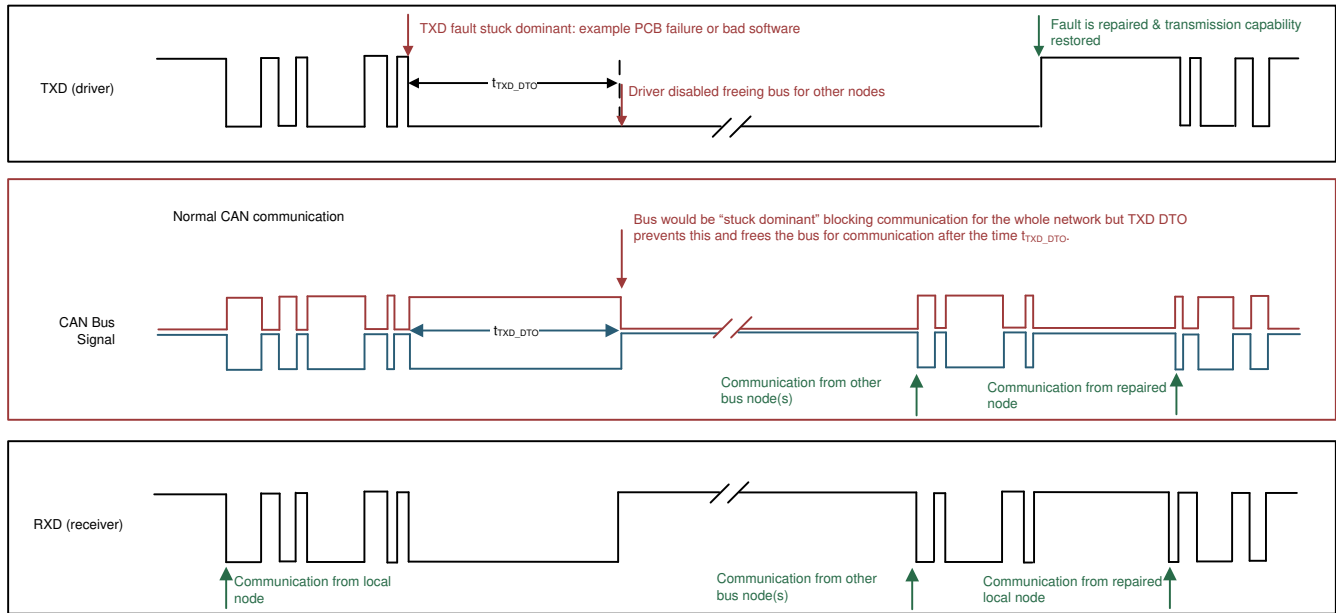 TXD fault stuck dominant: example PCB failure or bad software
Fault is repaired & transmission capability
restored
TXD (driver)
tTXD_DTO
Driver disabled freeing bus for other nodes
Normal CAN communication
Bus would be “stuck dominant” blocking communication for the whole network but TXD DTO
prevents this and frees the bus for communication after the time tTXD_DTO.
CAN Bus
Signal
tTXD_DTO
Communication from other
bus node(s)
Communication from repaired
node
RXD (receiver)
Communication from local
node
Communication from other
bus node(s)
Communication from repaired
local node